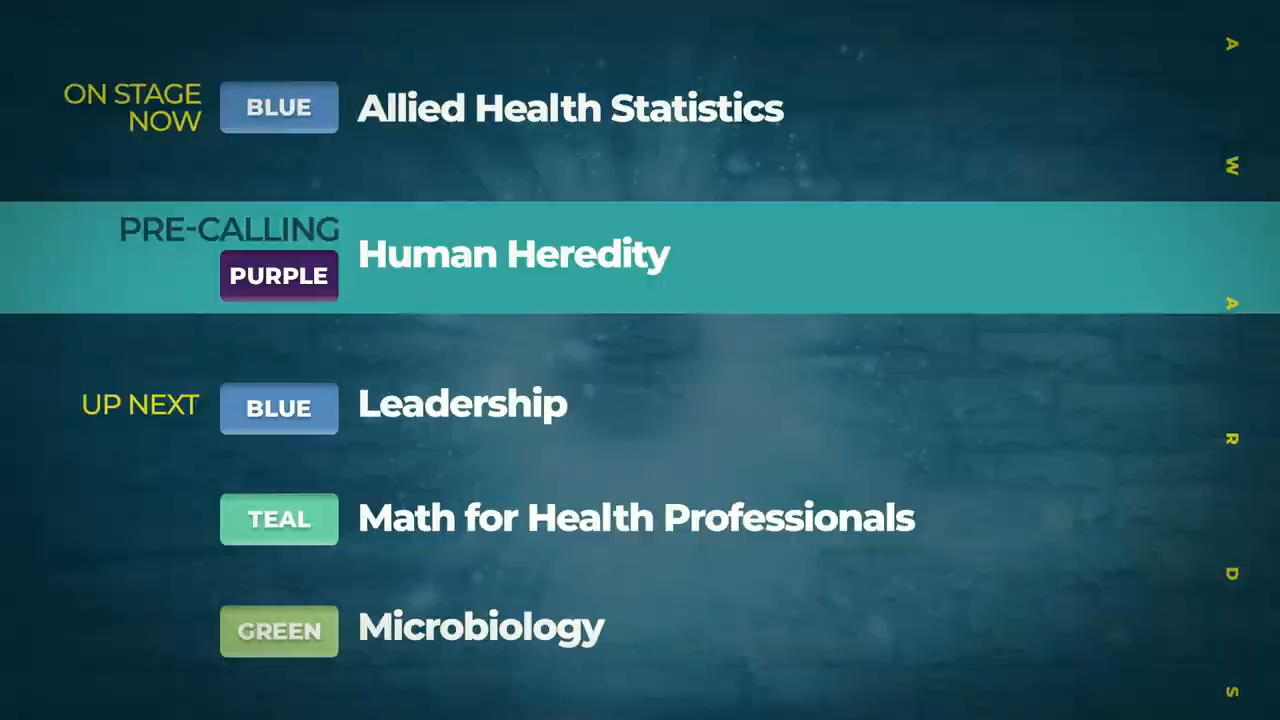 ON STAGE
NOW
BLUE
Allied Health Statistics
PRE-CALLING
PURPLE
Human Heredity
UP NEXT
BLUE
Leadership
TEAL
Math for Health Professionals
GREEN
Microbiology
A
W
A
R
D
S